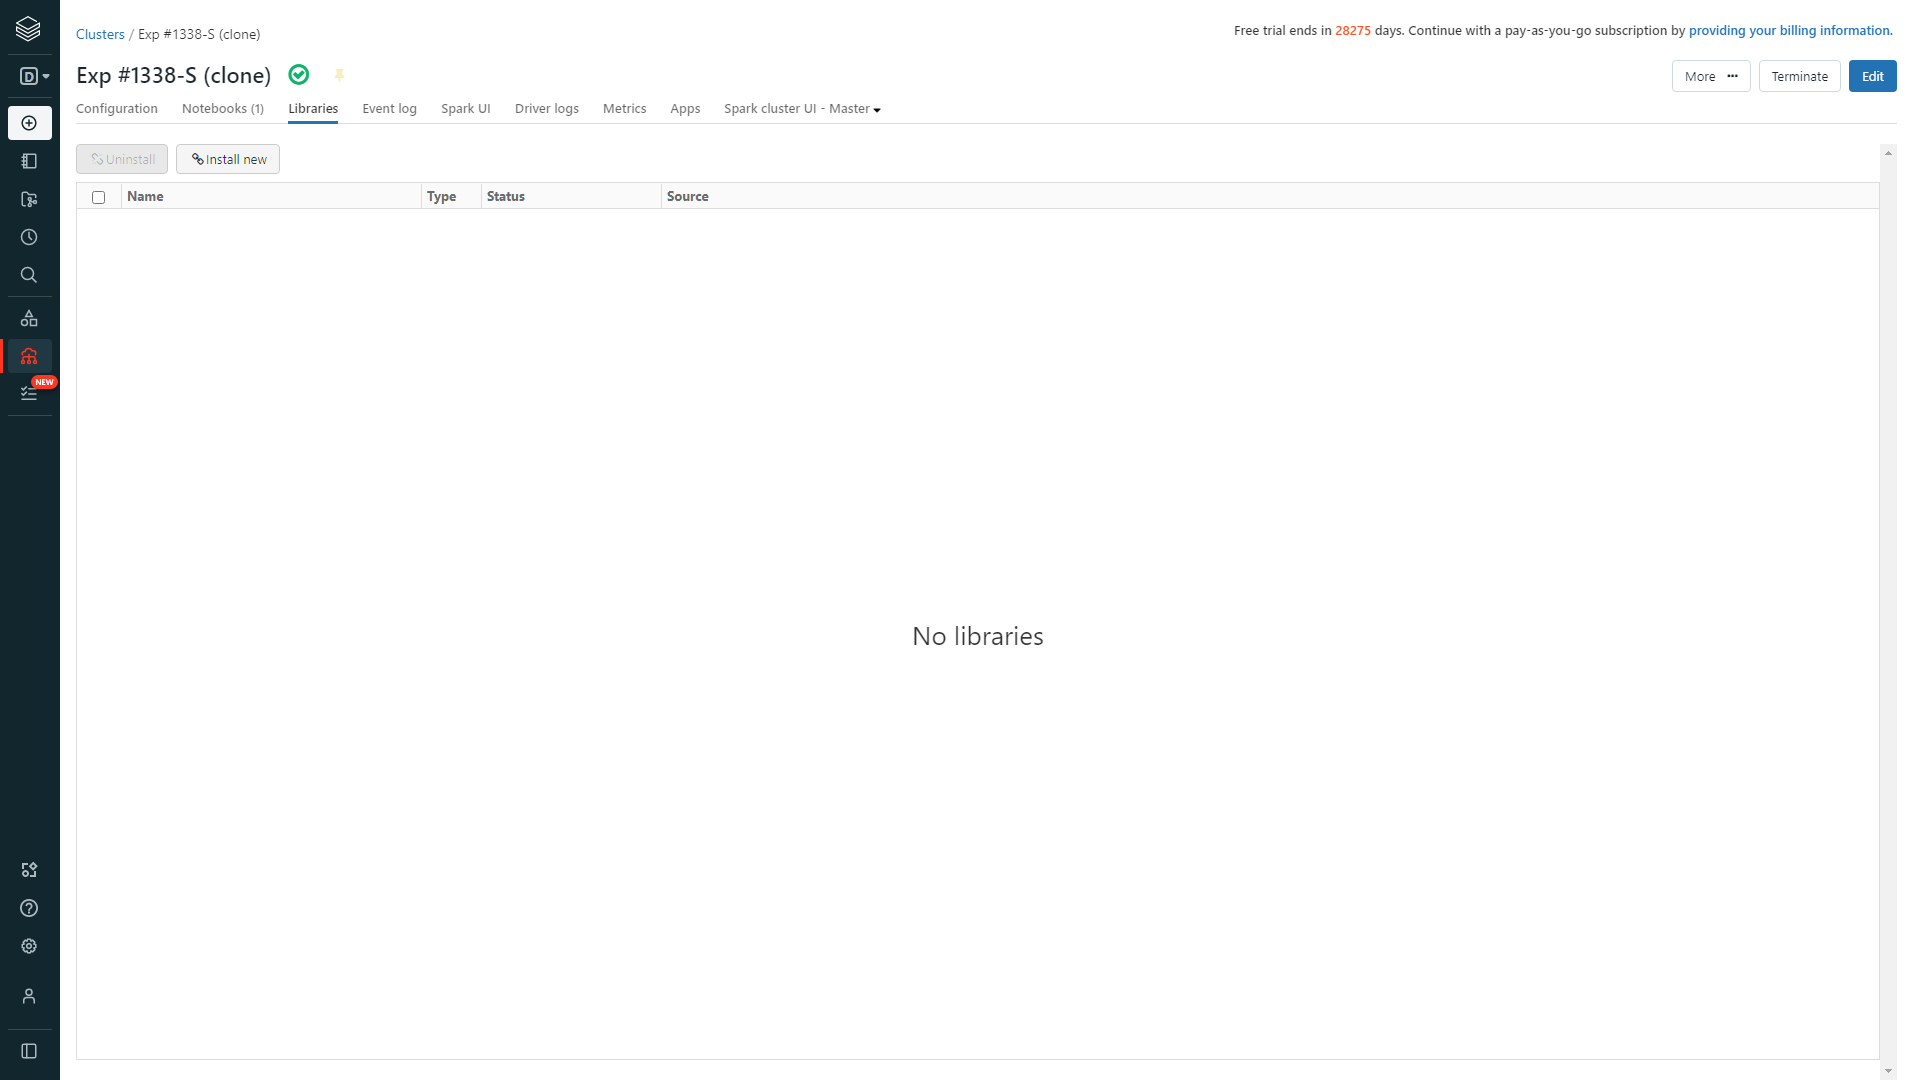 Clusters / Exp #1338-S (clone)
Free trial ends in 28275 days. Continue with a pay-as-you-go subscription by providing your billing information.
D
Exp #1338-S (clone)
More ··· Terminate Edit
Configuration Notebooks (1) Libraries Event log Spark UI Driver logs Metrics Apps Spark cluster UI - Master
Uninstall Install new
Name Type Status Source
NEW
No libraries